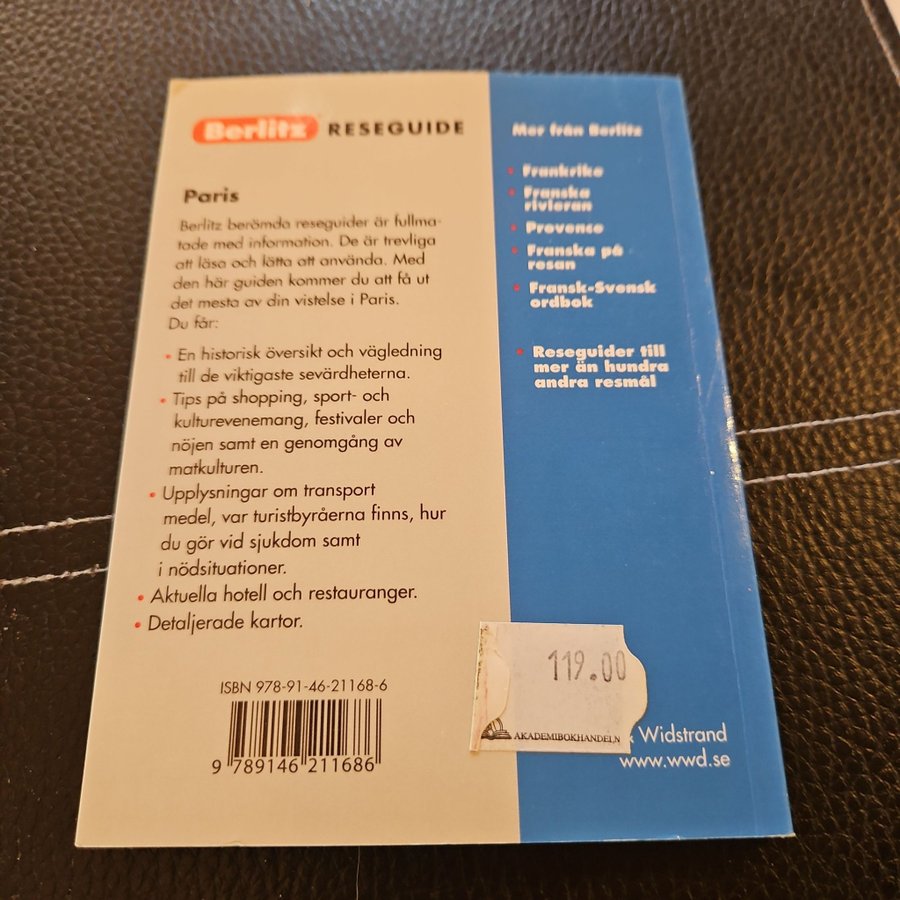 Berlitz RESEGUIDE
Paris
Berlitz berömda reseguider är fullma-
tade med information. De är trevliga
att läsa och lätta att använda. Med
den här guiden kommer du att få ut
det mesta av din vistelse i Paris.
Du får:
• En historisk översikt och vägledning
till de viktigaste sevärdheterna.
• Tips på shopping, sport- och
kulturevenemang, festivaler och
nöjen samt en genomgång av
matkulturen.
• Upplysningar om transport
medel, var turistbyråerna finns, hur
du gör vid sjukdom samt
i nödsituationer.
• Aktuella hotell och restauranger.
• Detaljerade kartor.
ISBN 978-91-46-21168-6
9 789146 211686
Mer från Berlitz
• Frankrike
• Franska
rivieran
• Provence
• Franska på
resan
• Fransk-Svensk
ordbok
• Reseguider till
mer än hundra
andra resmål
119.00
AKADEMIBOKHANDELN
Widstrand
www.wwd.se